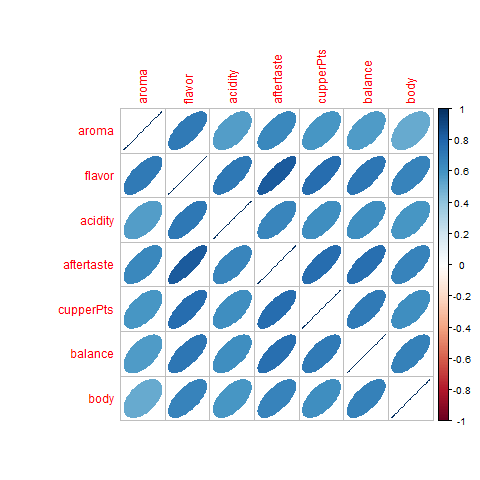 aroma
flavor
acidity
aftertaste
cupperPts
balance
body
aroma
flavor
acidity
aftertaste
cupperPts
balance
body
1
0.8
0.6
0.4
0.2
0
-0.2
-0.4
-0.6
-0.8
-1